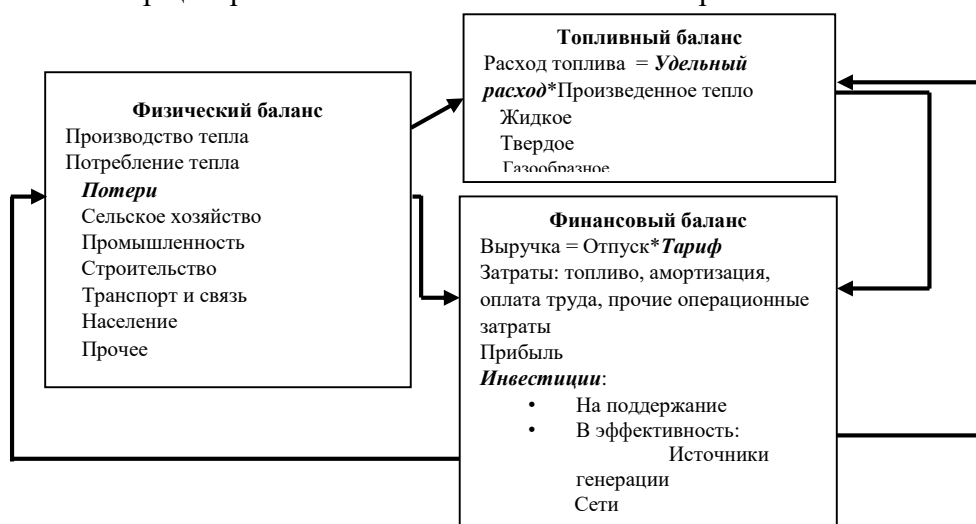 Физический баланс
Производство тепла
Потребление тепла
Потери
Сельское хозяйство
Промышленность
Строительство
Транспорт и связь
Население
Прочее
Топливный баланс
Расход топлива = Удельный
расход*Произведенное тепло
Жидкое
Твердое
Газообразное
Финансовый баланс
Выручка = Отпуск*Тариф
Затраты: топливо, амортизация,
оплата труда, прочие операционные
затраты
Прибыль
Инвестиции:
• На поддержание
• В эффективность:
Источники
генерации
Сети